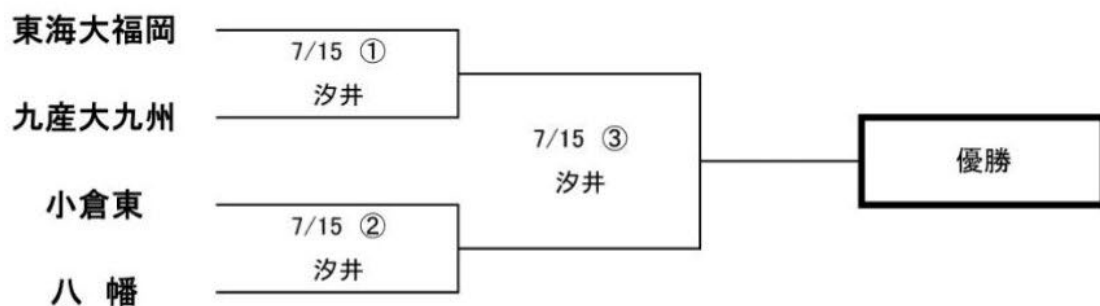 東海大福岡
7/15 ①
汐井
九産大九州
7/15 ③
汐井
優勝
小倉東
7/15 ②
汐井
八 幡